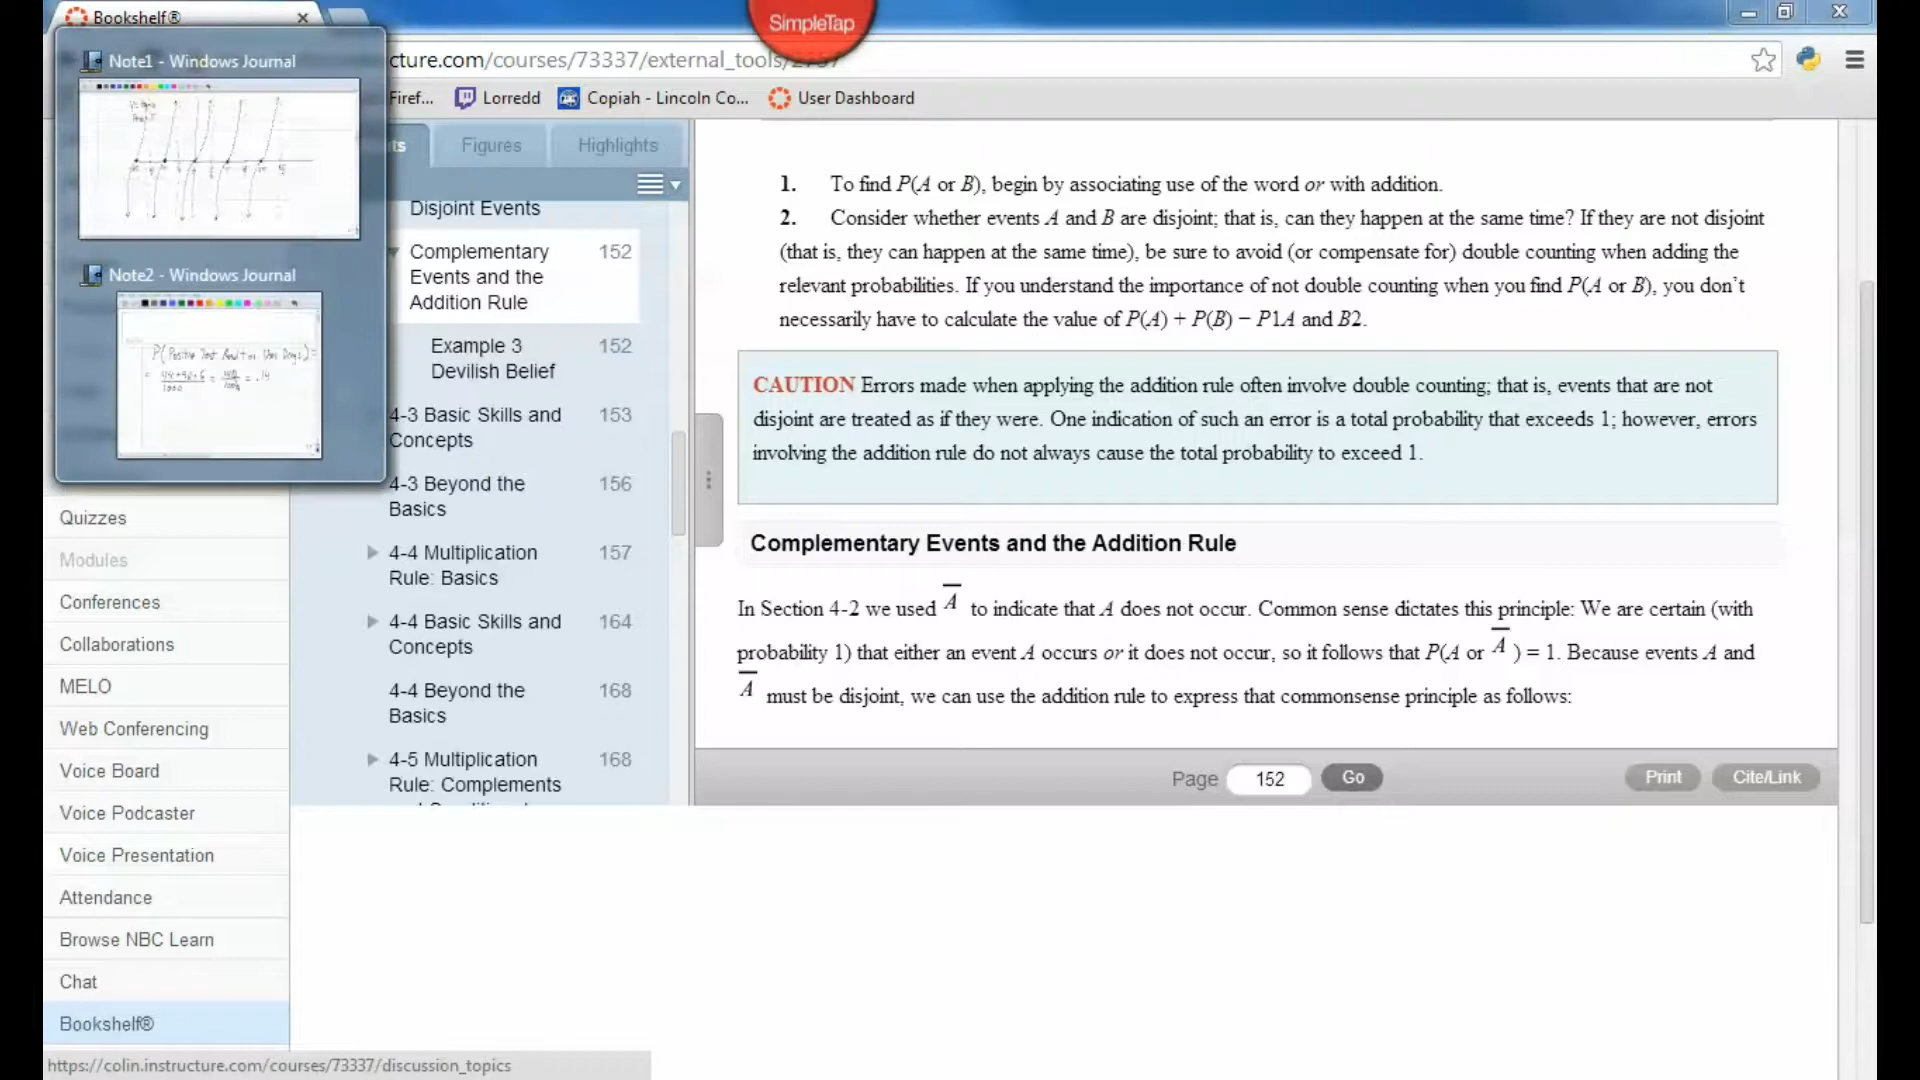 Bookshelf®
SimpleTap
Note1 - Windows Journal
cture.com/courses/73337/external_tools/2737
Firef...
Lorredd
Copiah - Lincoln Co...
User Dashboard
Note2 - Windows Journal
ts
Figures
Highlights
Disjoint Events
Complementary 152
Events and the
Addition Rule
Example 3 152
Devilish Belief
4-3 Basic Skills and 153
Concepts
4-3 Beyond the 156
Basics
4-4 Multiplication 157
Rule: Basics
4-4 Basic Skills and 164
Concepts
4-4 Beyond the 168
Basics
4-5 Multiplication 168
Rule: Complements
1. To find P(A or B), begin by associating use of the word or with addition.
2. Consider whether events A and B are disjoint; that is, can they happen at the same time? If they are not disjoint
(that is, they can happen at the same time), be sure to avoid (or compensate for) double counting when adding the
relevant probabilities. If you understand the importance of not double counting when you find P(A or B), you don't
necessarily have to calculate the value of P(A) + P(B) − P1A and B2.
CAUTION Errors made when applying the addition rule often involve double counting; that is, events that are not
disjoint are treated as if they were. One indication of such an error is a total probability that exceeds 1; however, errors
involving the addition rule do not always cause the total probability to exceed 1.
Complementary Events and the Addition Rule
In Section 4-2 we used A̅ to indicate that A does not occur. Common sense dictates this principle: We are certain (with
probability 1) that either an event A occurs or it does not occur, so it follows that P(A or A̅ ) = 1. Because events A and
A̅ must be disjoint, we can use the addition rule to express that commonsense principle as follows:
Page 152 Go
Print
Cite/Link
Quizzes
Modules
Conferences
Collaborations
MELO
Web Conferencing
Voice Board
Voice Podcaster
Voice Presentation
Attendance
Browse NBC Learn
Chat
Bookshelf®
https://colin.instructure.com/courses/73337/discussion_topics